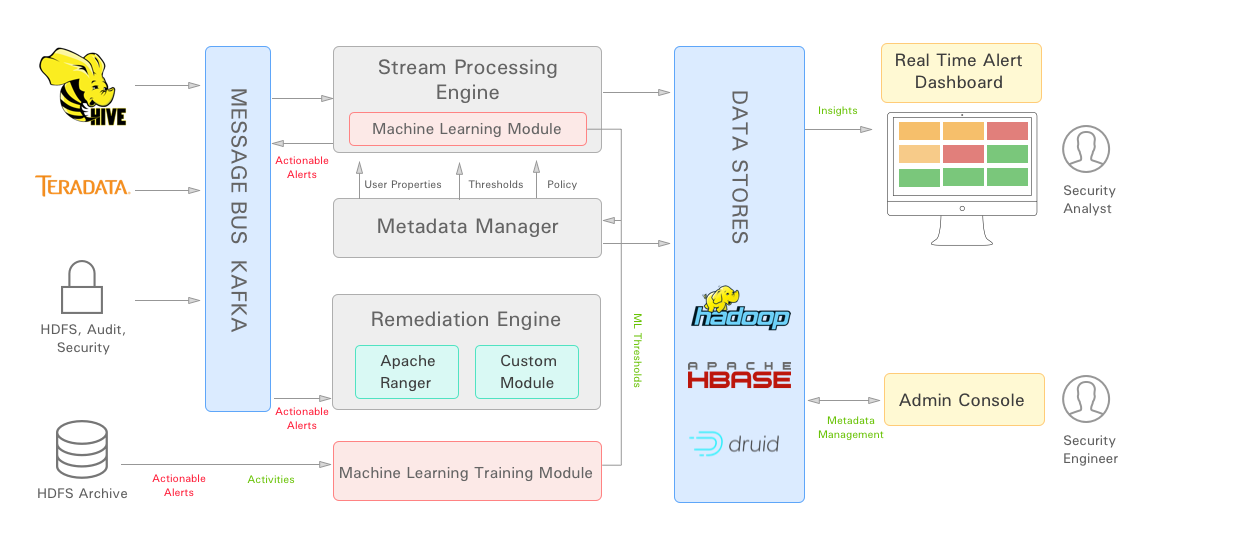 HIVE
TERADATA.
HDFS, Audit,
Security
HDFS Archive
MESSAGE BUS KAFKA
Actionable
Alerts
Activities
Stream Processing
Engine
Machine Learning Module
Actionable
Alerts
User Properties
Thresholds
Policy
Metadata Manager
Remediation Engine
Apache
Ranger
Custom
Module
Actionable
Alerts
Machine Learning Training Module
ML Thresholds
DATA STORES
hadoop
APACHE
HBASE
druid
Insights
Real Time Alert
Dashboard
Security
Analyst
Metadata
Management
Admin Console
Security
Engineer